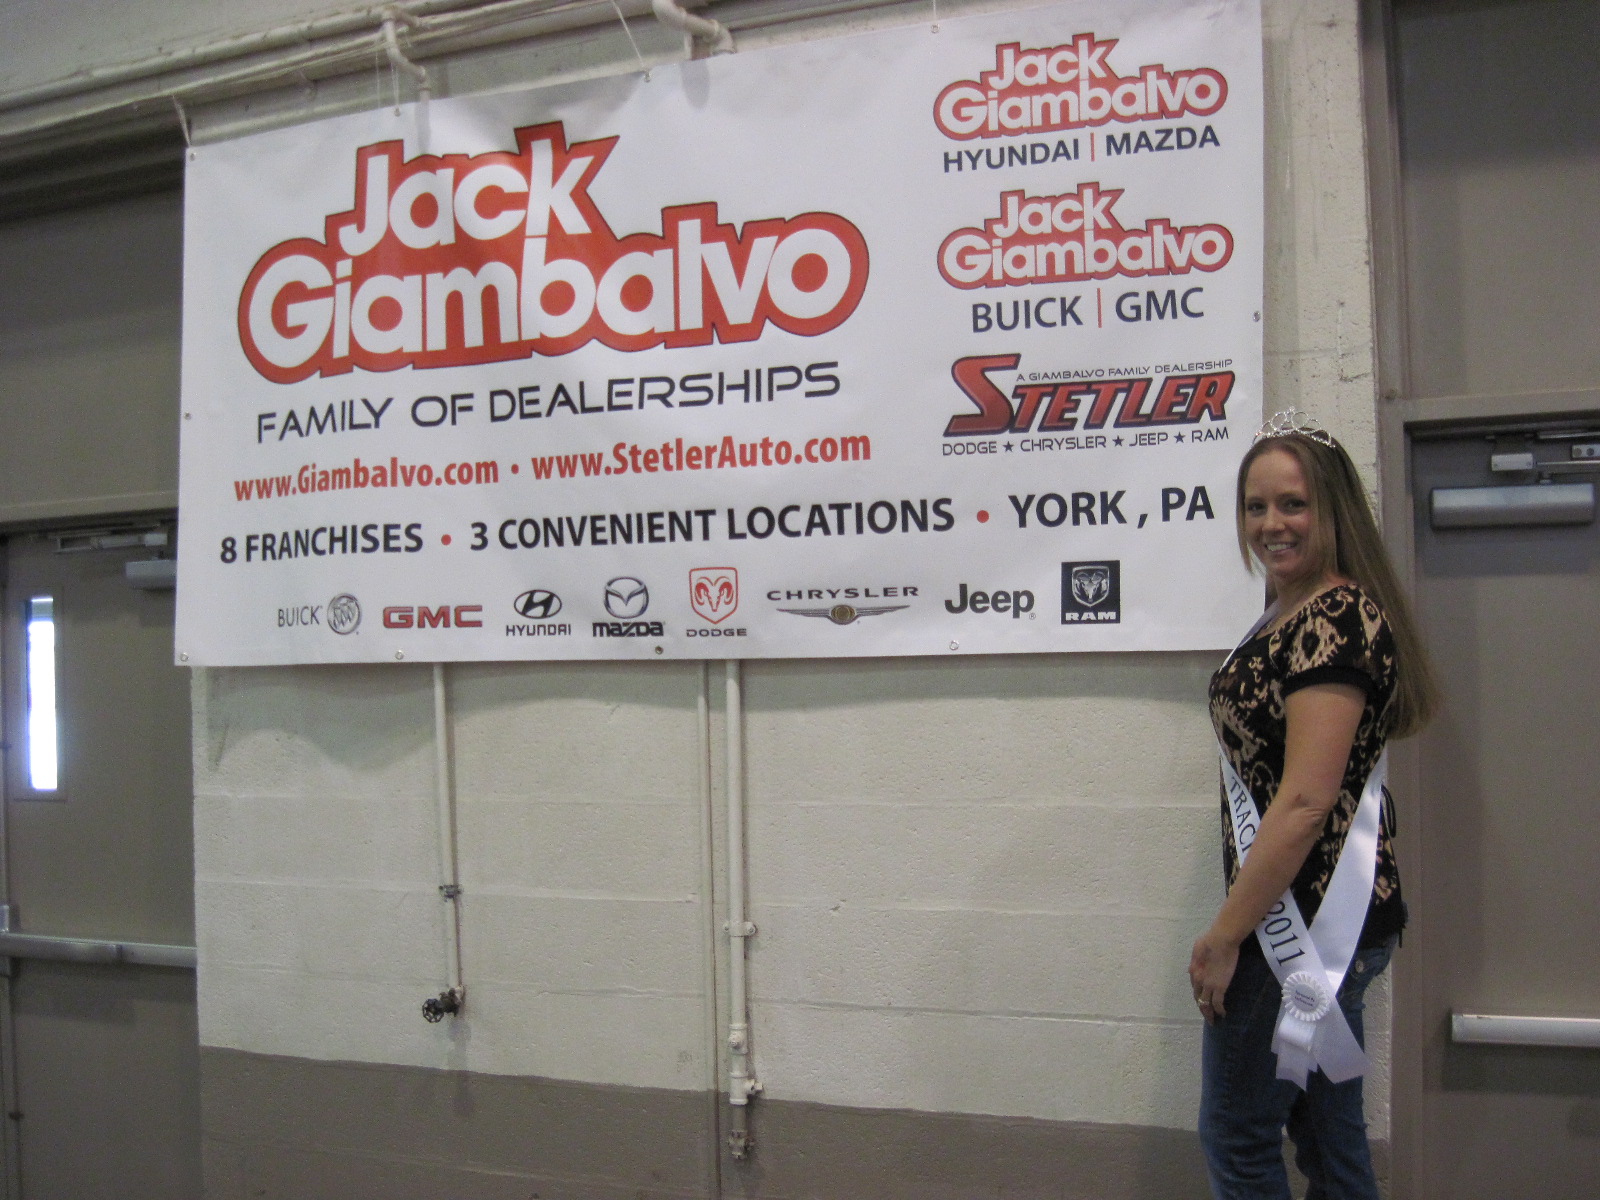 Jack
Giambalvo
FAMILY OF DEALERSHIPS
www.Giambalvo.com • www.StetlerAuto.com
8 FRANCHISES • 3 CONVENIENT LOCATIONS • YORK , PA
BUICK GMC HYUNDAI mazda DODGE CHRYSLER Jeep RAM
Jack
Giambalvo
HYUNDAI | MAZDA
Jack
Giambalvo
BUICK | GMC
A GIAMBALVO FAMILY DEALERSHIP
STETLER
DODGE ★ CHRYSLER ★ JEEP ★ RAM
2011